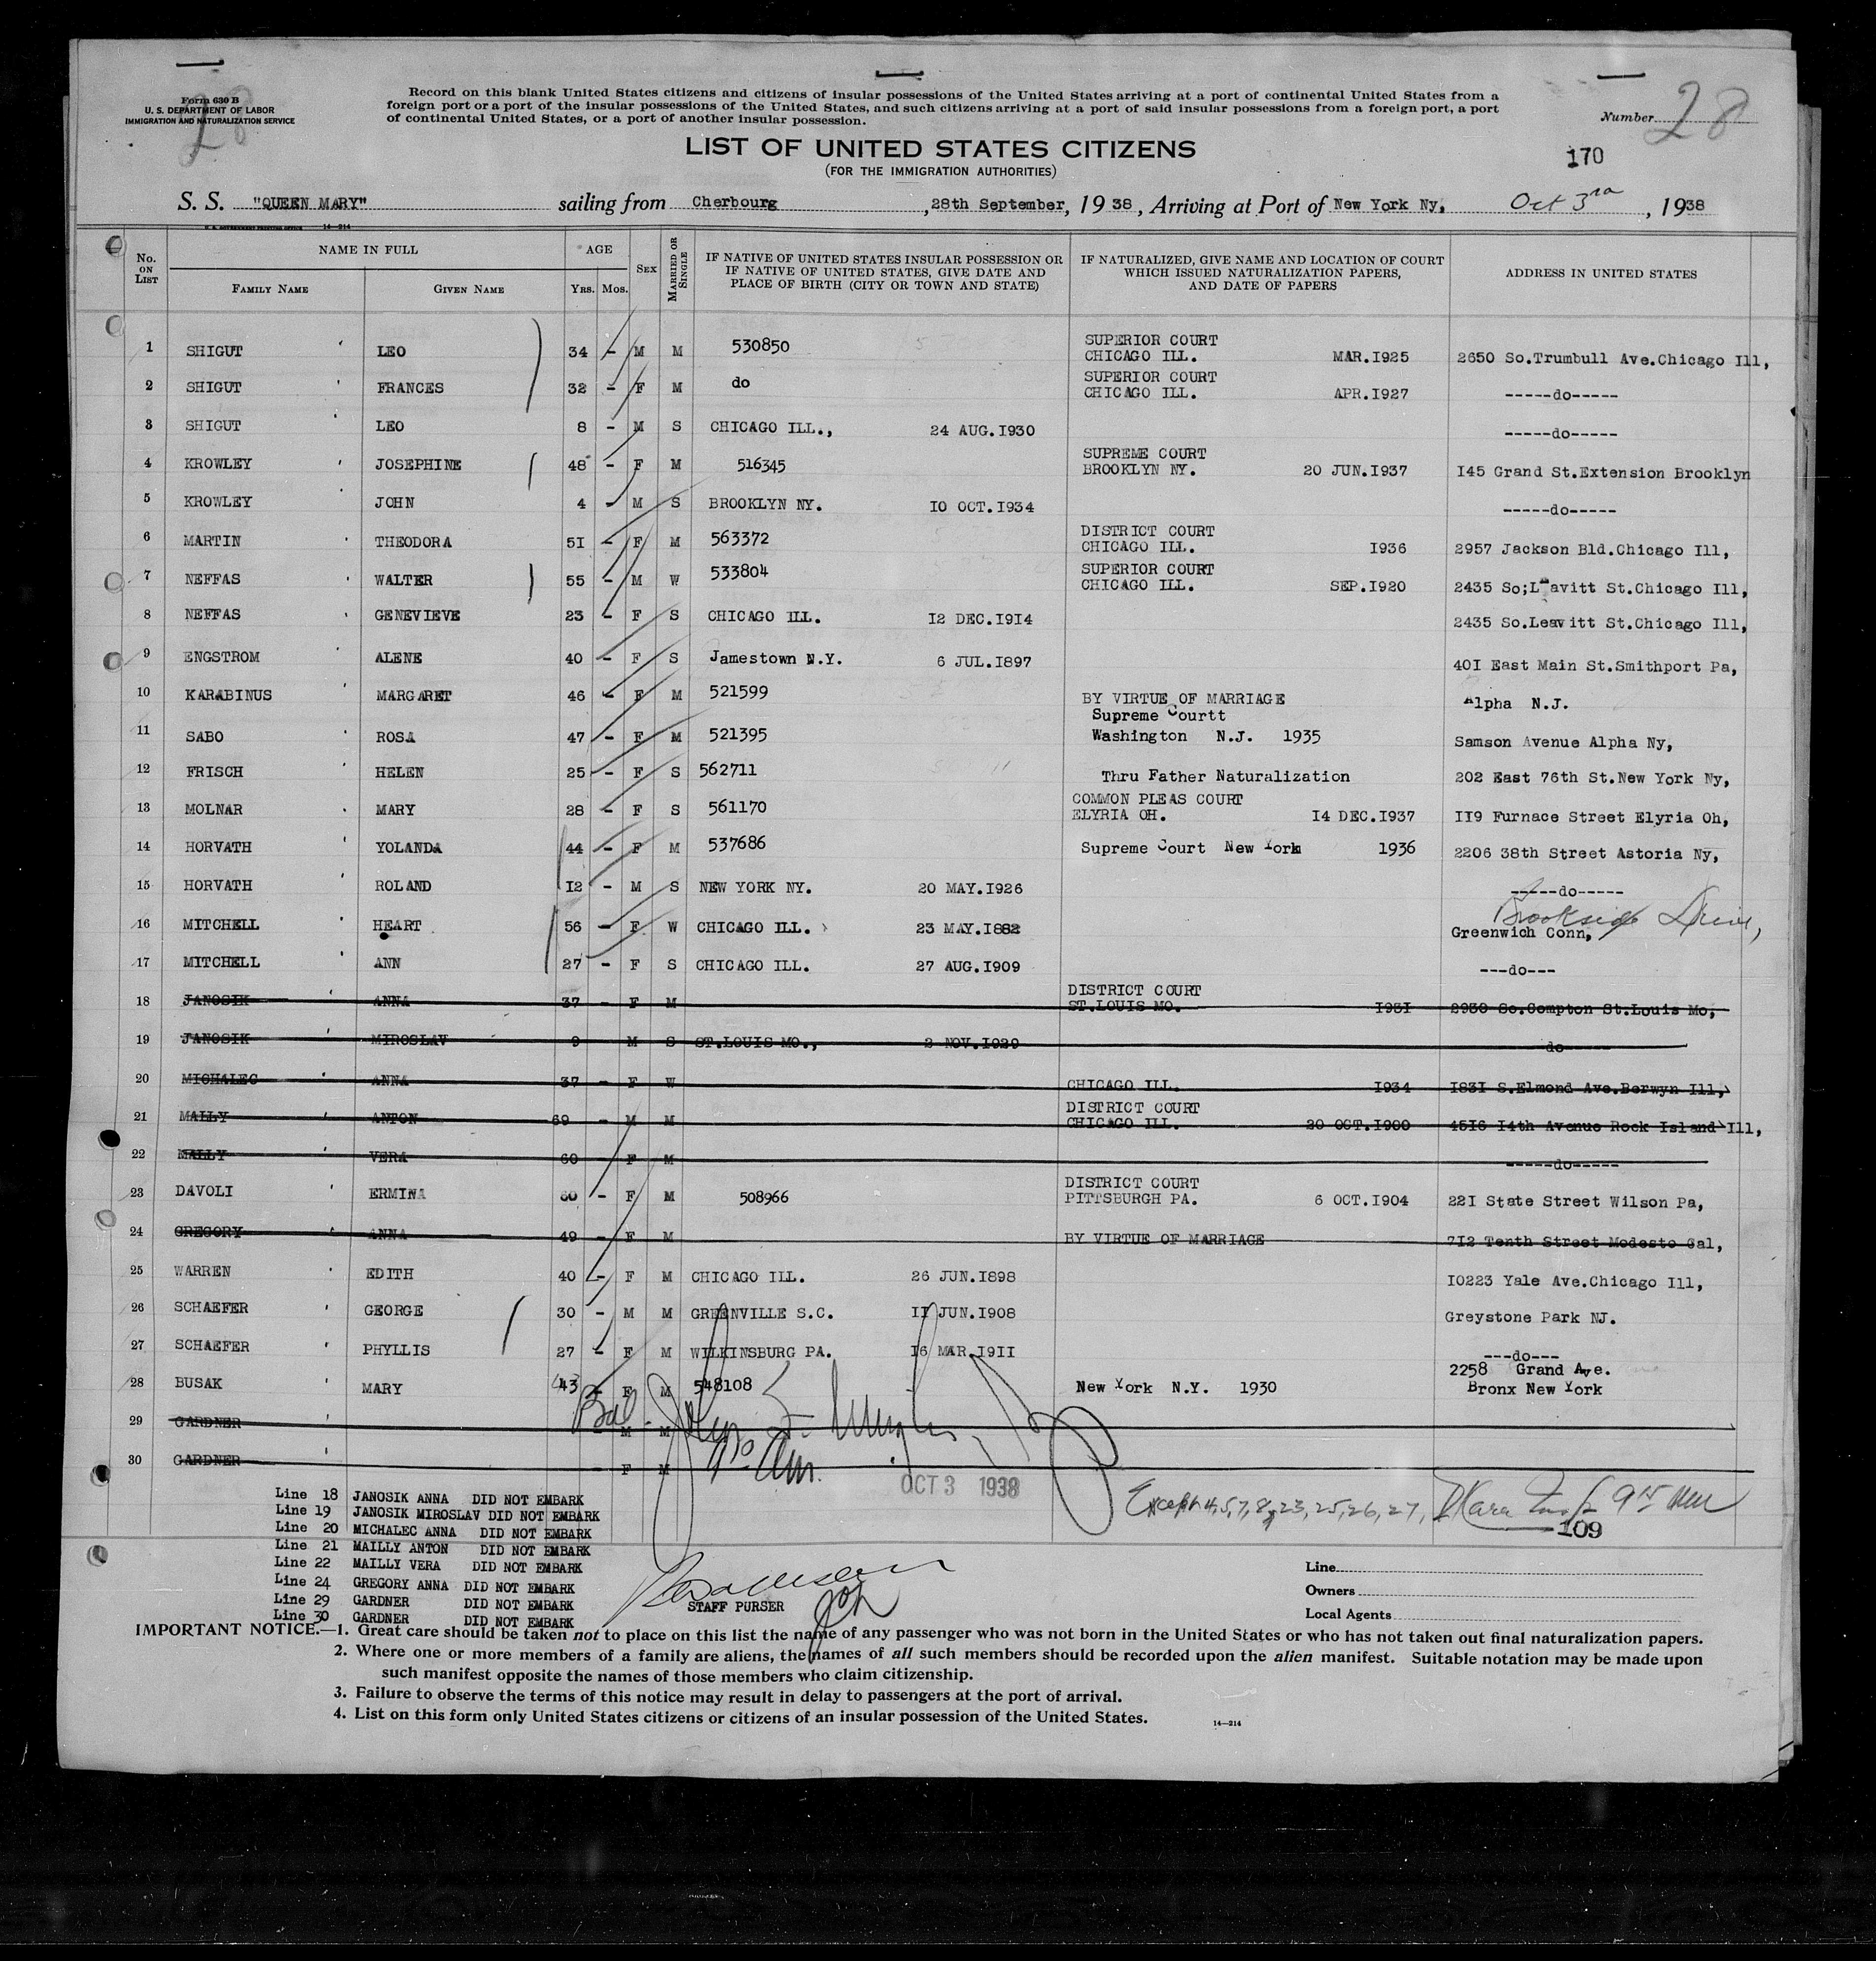 Form 630 B
U. S. DEPARTMENT OF LABOR
IMMIGRATION AND NATURALIZATION SERVICE
28
Record on this blank United States citizens and citizens of insular possessions of the United States arriving at a port of continental United States from a
foreign port or a port of the insular possessions of the United States, and such citizens arriving at a port of said insular possessions from a foreign port, a port
of continental United States, or a port of another insular possession.
Number 28
LIST OF UNITED STATES CITIZENS
(FOR THE IMMIGRATION AUTHORITIES)
170
S. S. "QUEEN MARY" sailing from Cherbourg, 28th September, 1938, Arriving at Port of New York Ny, Oct 3rd, 1938
14—214
No. ON LIST NAME IN FULL AGE SEX MARRIED OR SINGLE IF NATIVE OF UNITED STATES INSULAR POSSESSION OR IF NATIVE OF UNITED STATES, GIVE DATE AND PLACE OF BIRTH (CITY OR TOWN AND STATE) IF NATURALIZED, GIVE NAME AND LOCATION OF COURT WHICH ISSUED NATURALIZATION PAPERS, AND DATE OF PAPERS ADDRESS IN UNITED STATES
FAMILY NAME GIVEN NAME Yrs. Mos.
1 SHIGUT LEO 34 - M M 530850 SUPERIOR COURT CHICAGO ILL. MAR.1925 2650 So.Trumbull Ave.Chicago Ill,
2 SHIGUT FRANCES 32 - F M do SUPERIOR COURT CHICAGO ILL. APR.1927 -----do-----
3 SHIGUT LEO 8 - M S CHICAGO ILL., 24 AUG.1930 -----do-----
4 KROWLEY JOSEPHINE 48 - F M 516345 SUPREME COURT BROOKLYN NY. 20 JUN.1937 145 Grand St.Extension Brooklyn
5 KROWLEY JOHN 4 - M S BROOKLYN NY. 10 OCT.1934 -----do-----
6 MARTIN THEODORA 51 - F M 563372 DISTRICT COURT CHICAGO ILL. 1936 2957 Jackson Bld.Chicago Ill,
7 NEFFAS WALTER 55 - M W 533804 SUPERIOR COURT CHICAGO ILL. SEP.1920 2435 So;Leavitt St.Chicago Ill,
8 NEFFAS GENEVIEVE 23 - F S CHICAGO ILL. 12 DEC.1914 2435 So.Leavitt St.Chicago Ill,
9 ENGSTROM ALENE 40 - F S Jamestown N.Y. 6 JUL.1897 401 East Main St.Smithport Pa,
10 KARABINUS MARGARET 46 - F M 521599 BY VIRTUE OF MARRIAGE Alpha N.J.
11 SABO ROSA 47 - F M 521395 Supreme Courtt Washington N.J. 1935 Samson Avenue Alpha Ny,
12 FRISCH HELEN 25 - F S 562711 Thru Father Naturalization 202 East 76th St.New York Ny,
13 MOLNAR MARY 28 - F S 561170 COMMON PLEAS COURT ELYRIA OH. 14 DEC.1937 119 Furnace Street Elyria Oh,
14 HORVATH YOLANDA 44 - F M 537686 Supreme Court New York 1936 2206 38th Street Astoria Ny,
15 HORVATH ROLAND 12 - M S NEW YORK NY. 20 MAY.1926 -----do-----
16 MITCHELL HEART 56 - F W CHICAGO ILL. 23 MAY.1882 Brookside Drive, Greenwich Conn,
17 MITCHELL ANN 27 - F S CHICAGO ILL. 27 AUG.1909 ---do---
18 JANOSIK ANNA 37 - F M DISTRICT COURT ST.LOUIS MO. 1931 2930 So.Compton St.Louis Mo,
19 JANOSIK MIROSLAV 9 M S ST.LOUIS MO., 2 NOV.1929 do
20 MICHALEC ANNA 37 - F W CHICAGO ILL. 1934 1831 S.Elmond Ave.Berwyn Ill,
21 MALLY ANTON 69 - M M DISTRICT COURT CHICAGO ILL. 20 OCT.1900 4516 14th Avenue Rock Island Ill,
22 MALLY VERA 60 - F M -----do-----
23 DAVOLI ERMINA 60 - F M 508966 DISTRICT COURT PITTSBURGH PA. 6 OCT.1904 221 State Street Wilson Pa,
24 GREGORY ANNA 49 - F M BY VIRTUE OF MARRIAGE 712 Tenth Street Modesto Cal,
25 WARREN EDITH 40 - F M CHICAGO ILL. 26 JUN.1898 10223 Yale Ave.Chicago Ill,
26 SCHAEFER GEORGE 30 - M M GREENVILLE S.C. 11 JUN.1908 Greystone Park NJ.
27 SCHAEFER PHYLLIS 27 - F M WILKINSBURG PA. 16 MAR.1911 ---do---
28 BUSAK MARY 43 - F M 548108 New York N.Y. 1930 2258 Grand Ave. Bronx New York
29 GARDNER - M M
30 GARDNER - F M
OCT 3 1938
Except 4,5,7,8,23,25,26,27,
109
Line 18 JANOSIK ANNA DID NOT EMBARK
Line 19 JANOSIK MIROSLAV DID NOT EMBARK
Line 20 MICHALEC ANNA DID NOT EMBARK
Line 21 MAILLY ANTON DID NOT EMBARK
Line 22 MAILLY VERA DID NOT EMBARK
Line 24 GREGORY ANNA DID NOT EMBARK
Line 29 GARDNER DID NOT EMBARK
Line 30 GARDNER DID NOT EMBARK
STAFF PURSER
Line
Owners
Local Agents
IMPORTANT NOTICE.—1. Great care should be taken not to place on this list the name of any passenger who was not born in the United States or who has not taken out final naturalization papers.
2. Where one or more members of a family are aliens, the names of all such members should be recorded upon the alien manifest. Suitable notation may be made upon
such manifest opposite the names of those members who claim citizenship.
3. Failure to observe the terms of this notice may result in delay to passengers at the port of arrival.
4. List on this form only United States citizens or citizens of an insular possession of the United States.
14—214